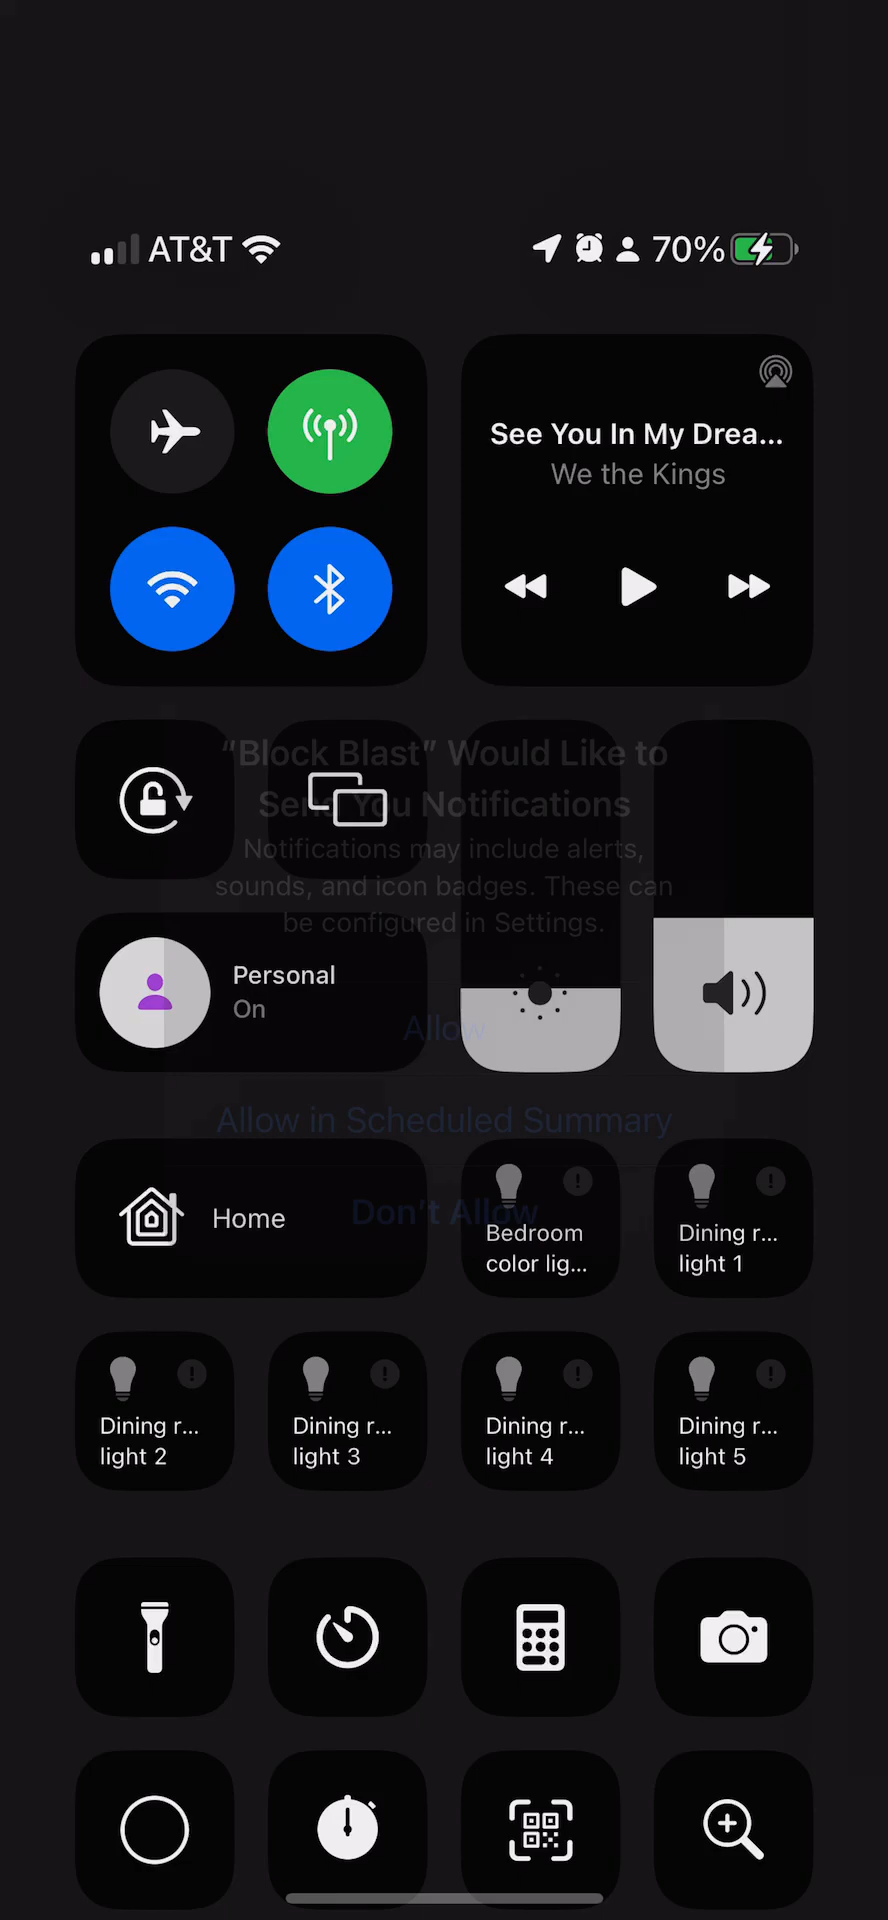 AT&T 70%
See You In My Drea...
We the Kings
“Block Blast” Would Like to
Send You Notifications
Notifications may include alerts,
sounds, and icon badges. These can
be configured in Settings.
Personal
On
Allow
Allow in Scheduled Summary
Don't Allow
Home
Bedroom
color lig...
Dining r...
light 1
Dining r...
light 2
Dining r...
light 3
Dining r...
light 4
Dining r...
light 5